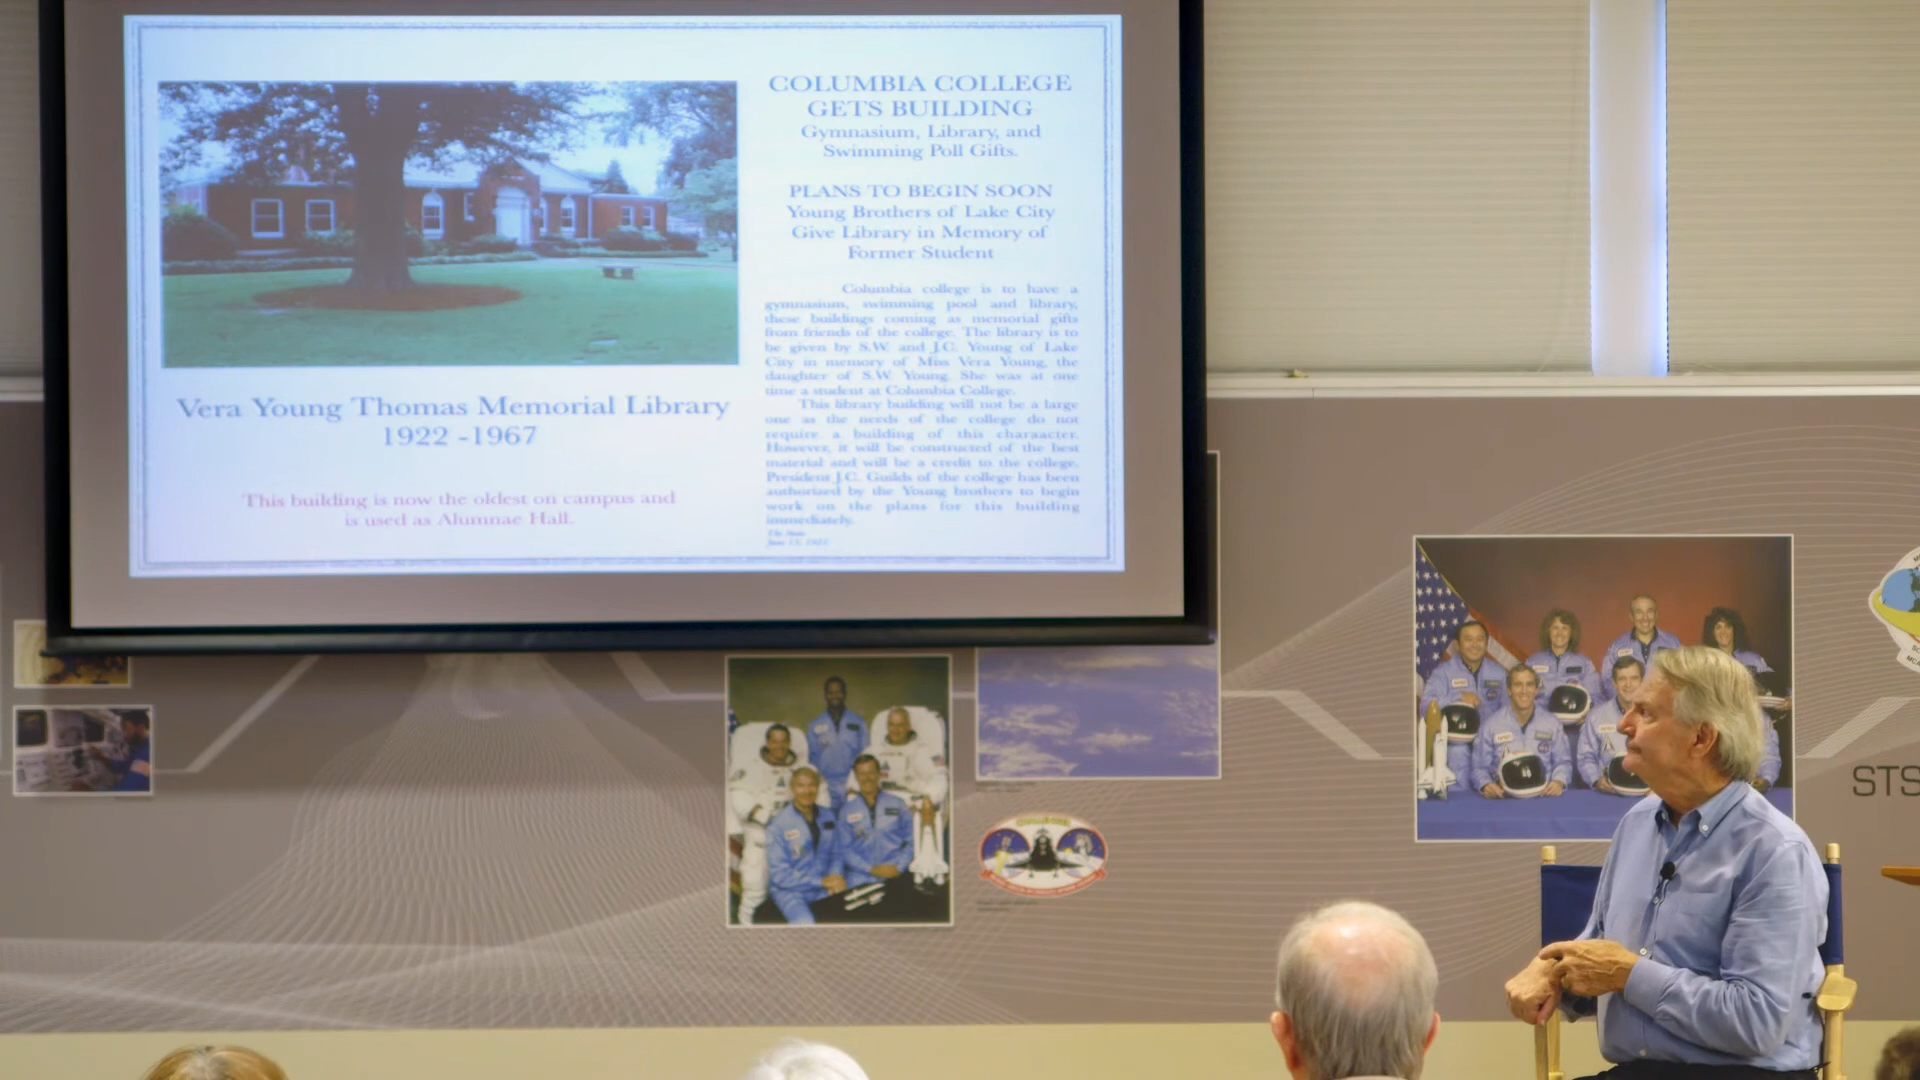 COLUMBIA COLLEGE
GETS BUILDING
Gymnasium, Library, and
Swimming Poll Gifts.
PLANS TO BEGIN SOON
Young Brothers of Lake City
Give Library in Memory of
Former Student
Columbia college is to have a
gymnasium, swimming pool and library,
these buildings coming as memorial gifts
from friends of the college. The library is to
be given by S.W. and J.C. Young of Lake
City in memory of Miss Vera Young, the
daughter of S.W. Young. She was at one
time a student at Columbia College.
This library building will not be a large
one as the needs of the college do not
require a building of this charaacter.
However, it will be constructed of the best
material and will be a credit to the college.
President J.C. Guilds of the college has been
authorized by the Young brothers to begin
work on the plans for this building
immediately.
The State
Vera Young Thomas Memorial Library
1922 -1967
This building is now the oldest on campus and
is used as Alumnae Hall.
STS